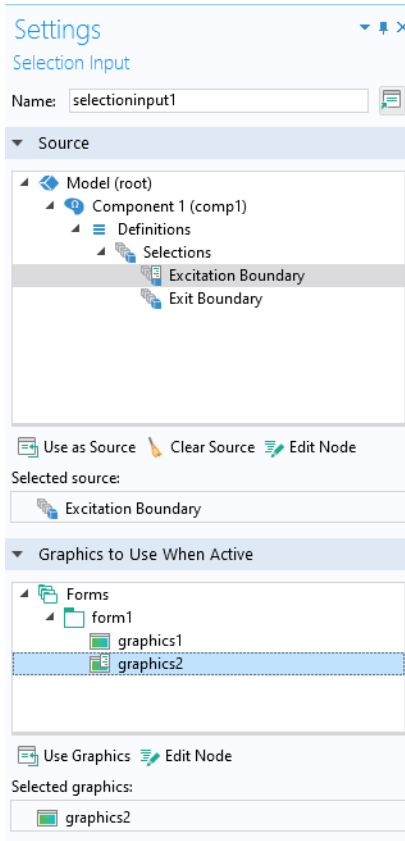 Settings
Selection Input
Name: selectioninput1
Source
Model (root)
Component 1 (comp1)
Definitions
Selections
Excitation Boundary
Exit Boundary
Use as Source Clear Source Edit Node
Selected source:
Excitation Boundary
Graphics to Use When Active
Forms
form1
graphics1
graphics2
Use Graphics Edit Node
Selected graphics:
graphics2